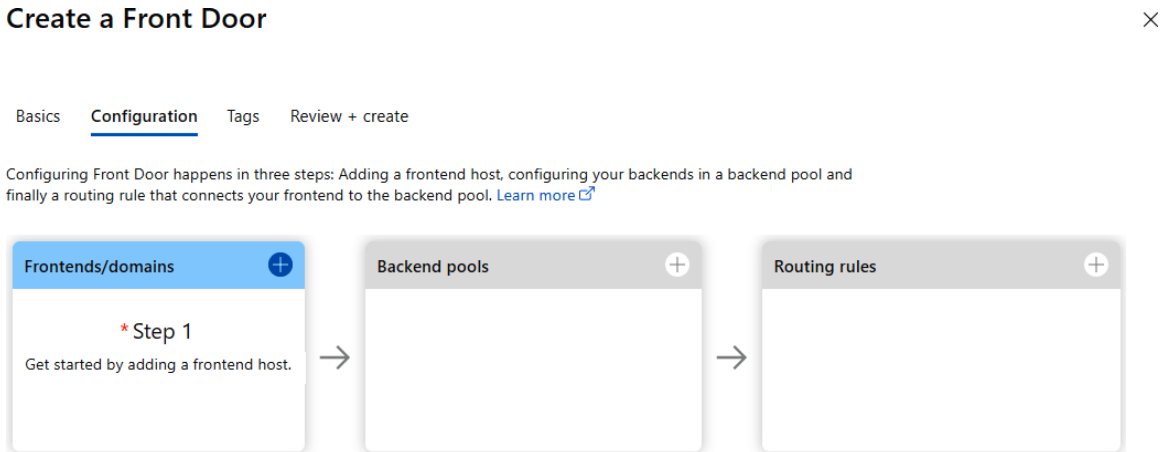 Create a Front Door
Basics Configuration Tags Review + create
Configuring Front Door happens in three steps: Adding a frontend host, configuring your backends in a backend pool and
finally a routing rule that connects your frontend to the backend pool. Learn more
Frontends/domains
* Step 1
Get started by adding a frontend host.
Backend pools
Routing rules